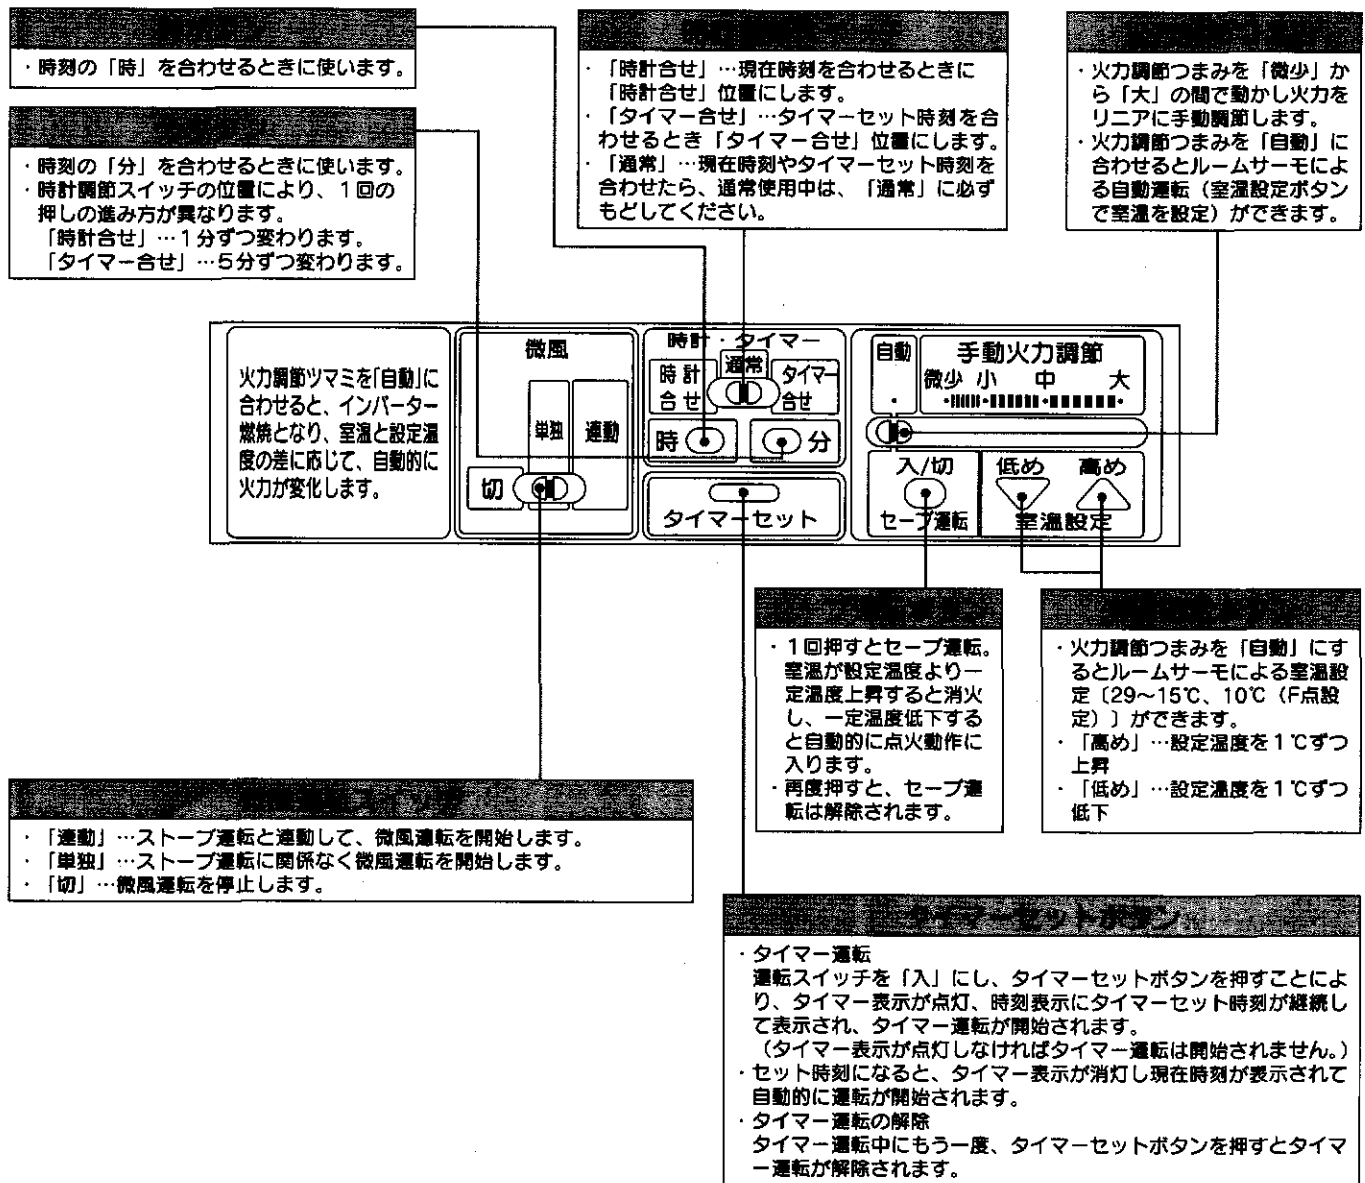 ・時刻の「時」を合わせるときに使います。
・時刻の「分」を合わせるときに使います。
・時計調節スイッチの位置により、1回の
押しの進み方が異なります。
「時計合せ」…1分ずつ変わります。
「タイマー合せ」…5分ずつ変わります。
・「時計合せ」…現在時刻を合わせるときに
「時計合せ」位置にします。
・「タイマー合せ」…タイマーセット時刻を合
わせるとき「タイマー合せ」位置にします。
・「通常」…現在時刻やタイマーセット時刻を
合わせたら、通常使用中は、「通常」に必ず
もどしてください。
・火力調節つまみを「微少」か
ら「大」の間で動かし火力を
リニアに手動調節します。
・火力調節つまみを「自動」に
合わせるとルームサーモによ
る自動運転（室温設定ボタン
で室温を設定）ができます。
火力調節ツマミを「自動」に
合わせると、インバーター
燃焼となり、室温と設定温
度の差に応じて、自動的に
火力が変化します。
微風
単独
連動
切
時計・タイマー
時計
合せ
通常
タイマー
合せ
時
分
タイマーセット
自動
手動火力調節
微少 小 中 大
入/切
セーブ運転
低め 高め
室温設定
・1回押すとセーブ運転。
室温が設定温度より一
定温度上昇すると消火
し、一定温度低下する
と自動的に点火動作に
入ります。
・再度押すと、セーブ運
転は解除されます。
・火力調節つまみを「自動」にす
るとルームサーモによる室温設
定〔29～15℃、10℃（F点設
定）〕ができます。
・「高め」…設定温度を1℃ずつ
上昇
・「低め」…設定温度を1℃ずつ
低下
スイッチ
・「連動」…ストーブ運転と連動して、微風運転を開始します。
・「単独」…ストーブ運転に関係なく微風運転を開始します。
・「切」…微風運転を停止します。
タイマーセットボタン
・タイマー運転
運転スイッチを「入」にし、タイマーセットボタンを押すことによ
り、タイマー表示が点灯、時刻表示にタイマーセット時刻が継続し
て表示され、タイマー運転が開始されます。
（タイマー表示が点灯しなければタイマー運転は開始されません。）
・セット時刻になると、タイマー表示が消灯し現在時刻が表示されて
自動的に運転が開始されます。
・タイマー運転の解除
タイマー運転中にもう一度、タイマーセットボタンを押すとタイマ
ー運転が解除されます。